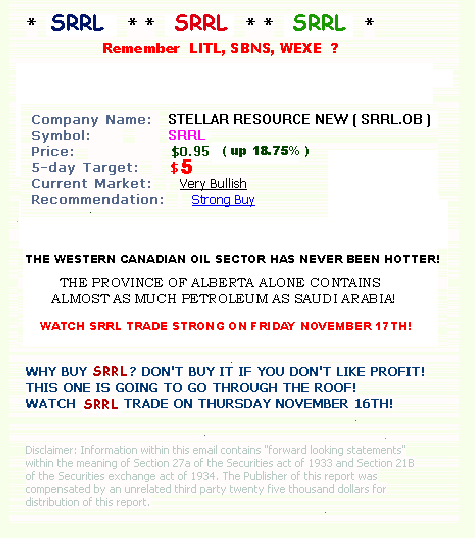 * SRRL * * SRRL * * SRRL *
Remember LITL, SBNS, WEXE ?
Company Name: STELLAR RESOURCE NEW ( SRRL.OB )
Symbol: SRRL
Price: $0.95 ( up 18.75% )
5-day Target: $5
Current Market: Very Bullish
Recommendation: Strong Buy
THE WESTERN CANADIAN OIL SECTOR HAS NEVER BEEN HOTTER!
THE PROVINCE OF ALBERTA ALONE CONTAINS
ALMOST AS MUCH PETROLEUM AS SAUDI ARABIA!
WATCH SRRL TRADE STRONG ON FRIDAY NOVEMBER 17TH!
WHY BUY SRRL? DON'T BUY IT IF YOU DON'T LIKE PROFIT!
THIS ONE IS GOING TO GO THROUGH THE ROOF!
WATCH SRRL TRADE ON THURSDAY NOVEMBER 16TH!
Disclaimer: Information within this email contains "forward looking statements"
within the meaning of Section 27a of the Securities act of 1933 and Section 21B
of the Securities exchange act of 1934. The Publisher of this report was
compensated by an unrelated third party twenty five thousand dollars for
distribution of this report.